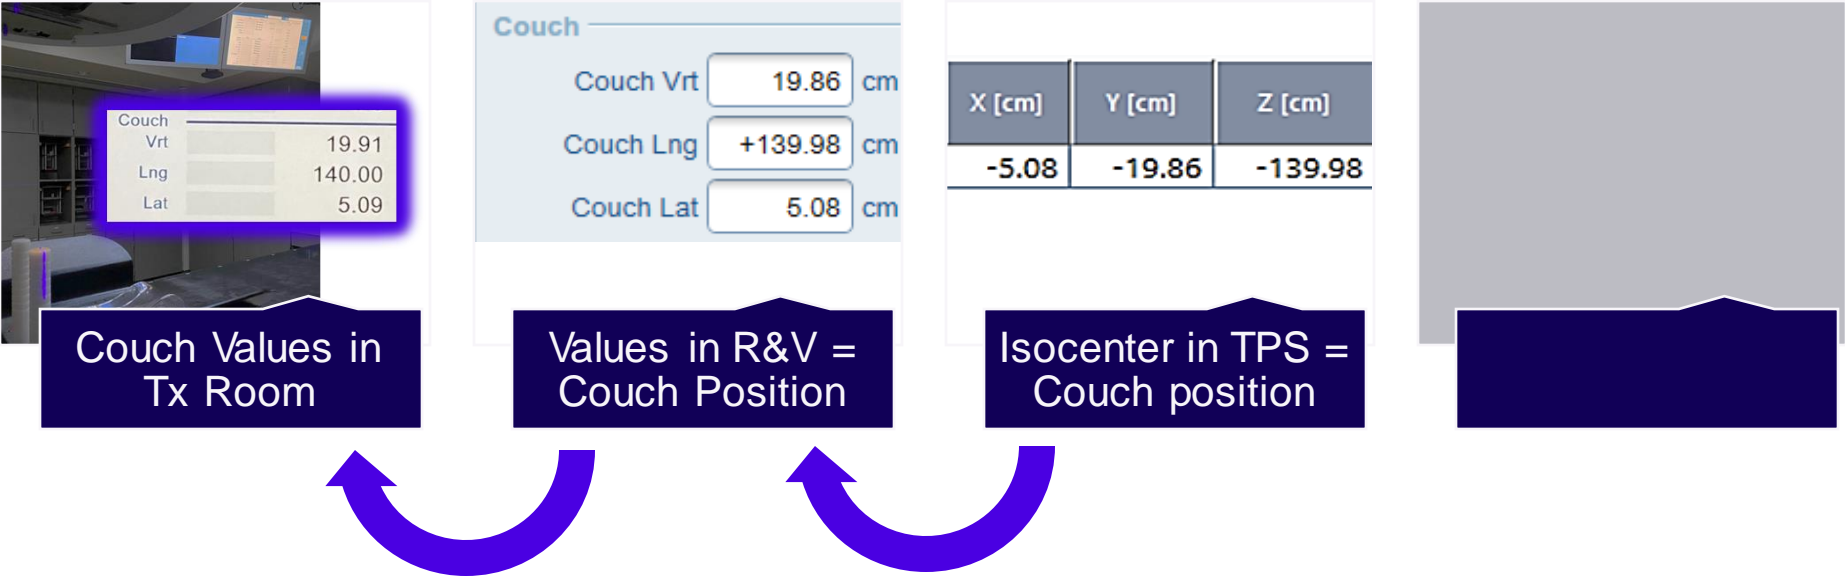 Couch
Vrt 19.91
Lng 140.00
Lat 5.09
Couch Values in
Tx Room
Couch
Couch Vrt 19.86 cm
Couch Lng +139.98 cm
Couch Lat 5.08 cm
Values in R&V =
Couch Position
X [cm] Y [cm] Z [cm]
-5.08 -19.86 -139.98
Isocenter in TPS =
Couch position